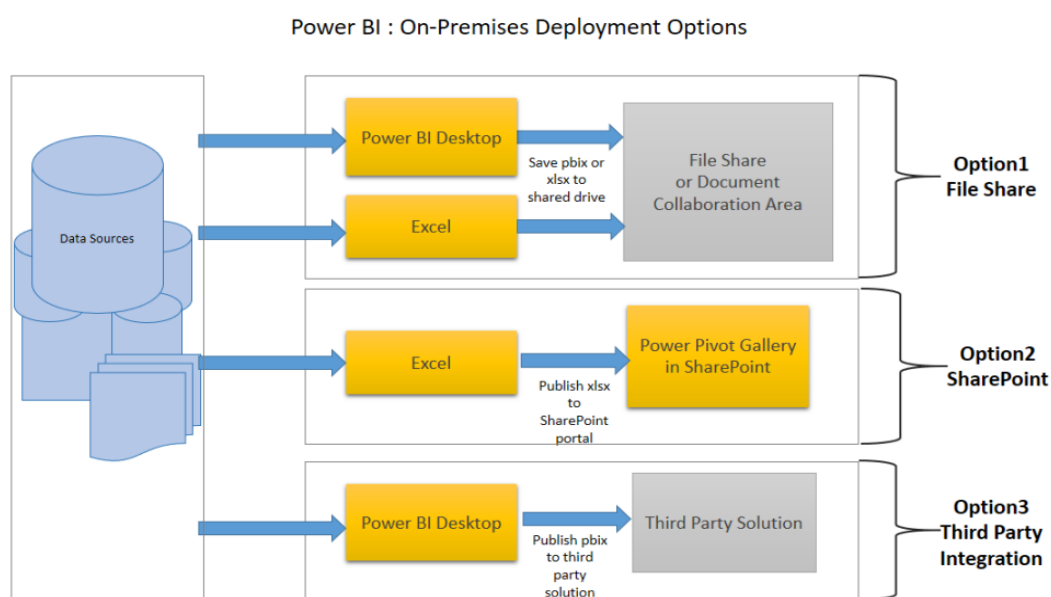 Power BI : On-Premises Deployment Options
Data Sources
Power BI Desktop
Save pbix or
xlsx to
shared drive
Excel
File Share
or Document
Collaboration Area
Option1
File Share
Excel
Publish xlsx
to
SharePoint
portal
Power Pivot Gallery
in SharePoint
Option2
SharePoint
Power BI Desktop
Publish pbix
to third
party
solution
Third Party Solution
Option3
Third Party
Integration